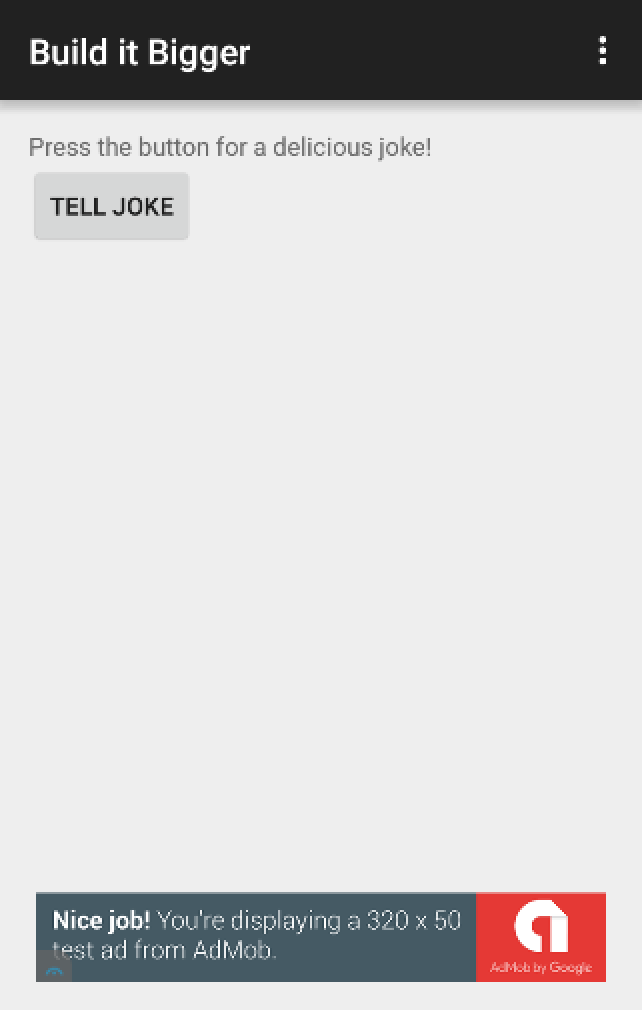 Build it Bigger
Press the button for a delicious joke!
TELL JOKE
Nice job! You're displaying a 320 x 50
test ad from AdMob.
AdMob by Google